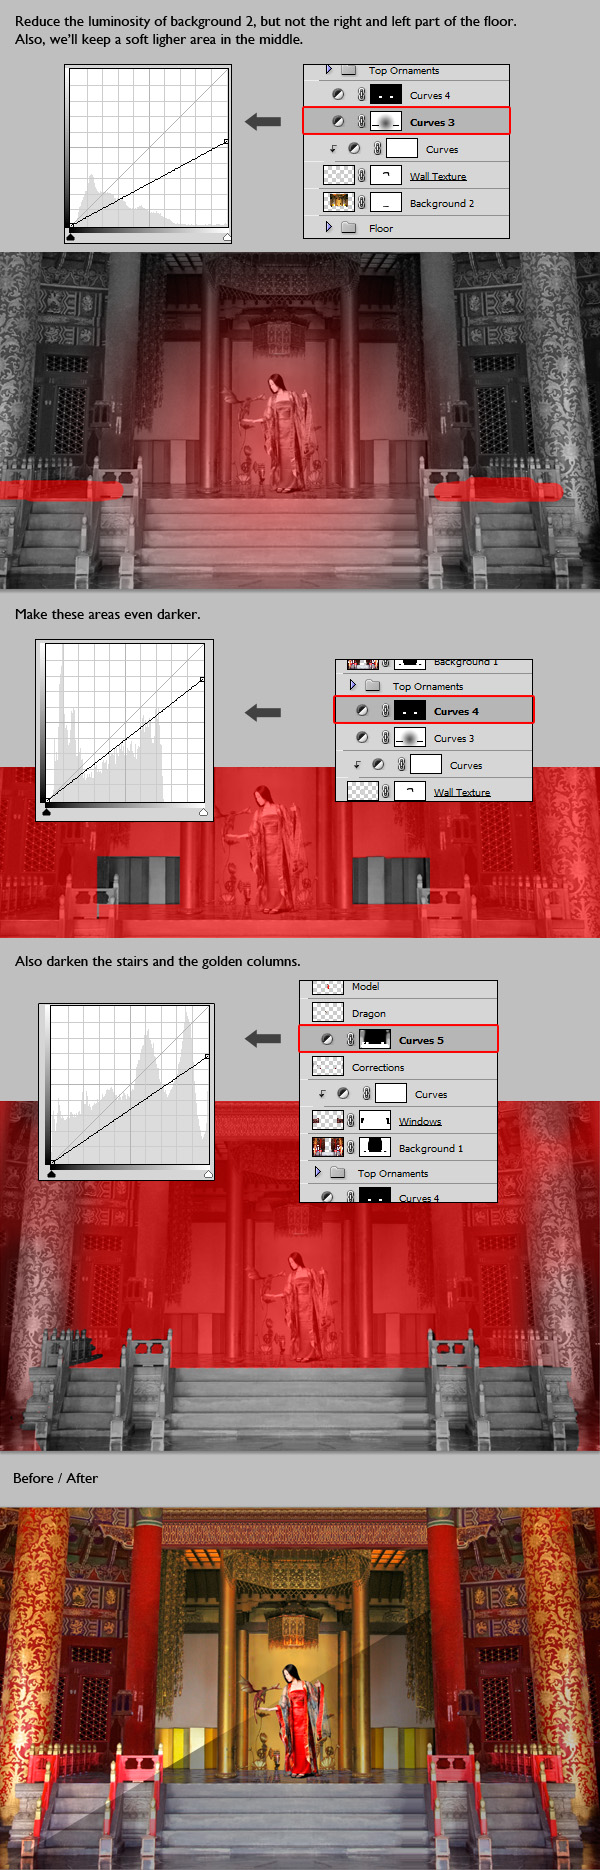 Reduce the luminosity of background 2, but not the right and left part of the floor.
Also, we'll keep a soft ligher area in the middle.
Top Ornaments
Curves 4
Curves 3
Curves
Wall Texture
Background 2
Floor
Make these areas even darker.
Background 1
Top Ornaments
Curves 4
Curves 3
Curves
Wall Texture
Also darken the stairs and the golden columns.
Model
Dragon
Curves 5
Corrections
Curves
Windows
Background 1
Top Ornaments
Curves 4
Before / After